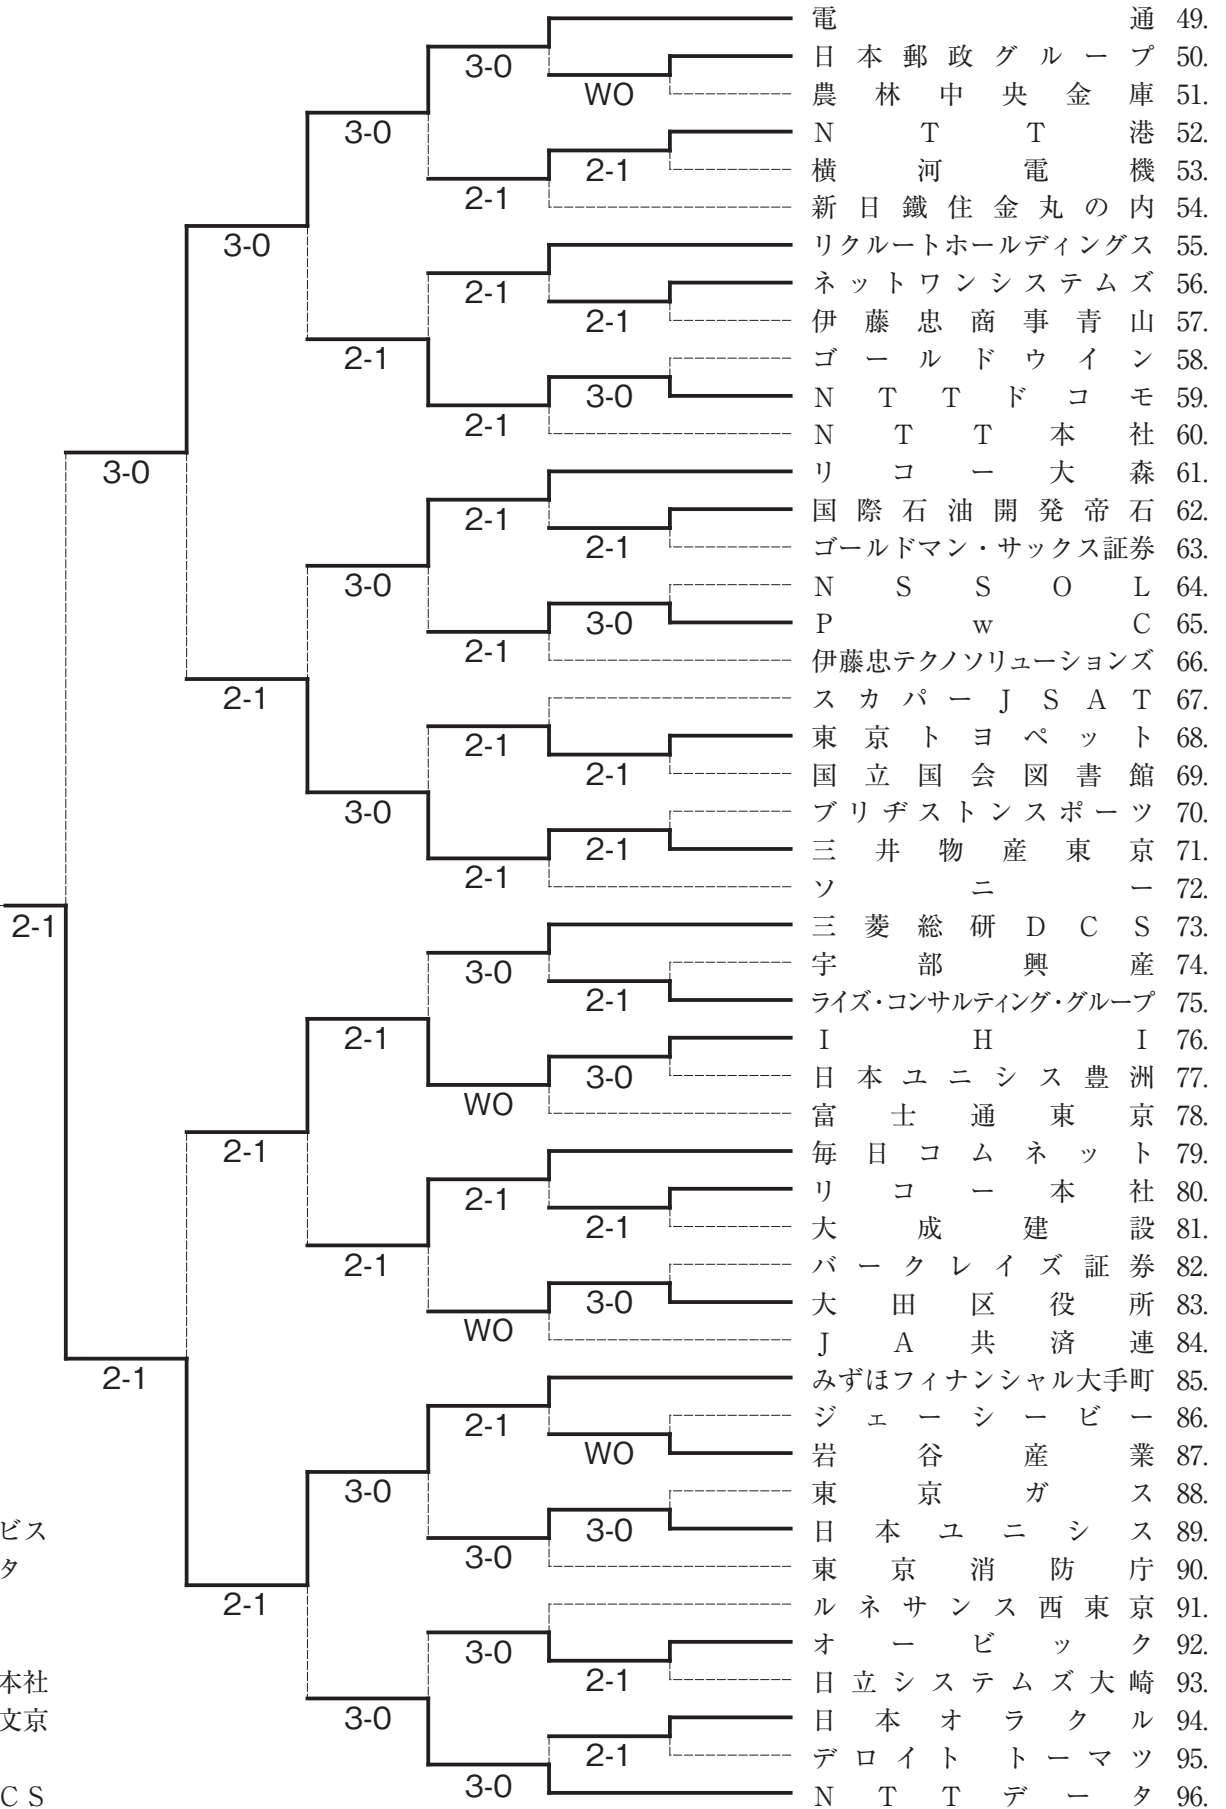 電通 49.
日本郵政グループ 50.
3-0
WO
農林中央金庫 51.
NTT港 52.
3-0
横河電機 53.
2-1
2-1
新日鐵住金丸の内 54.
リクルートホールディングス 55.
3-0
ネットワンシステムズ 56.
2-1
2-1
伊藤忠商事青山 57.
ゴールドウイン 58.
2-1
NTTドコモ 59.
3-0
2-1
NTT本社 60.
リコー大森 61.
3-0
国際石油開発帝石 62.
2-1
2-1
ゴールドマン・サックス証券 63.
NSSOL 64.
3-0
PwC 65.
3-0
2-1
伊藤忠テクノソリューションズ 66.
スカパーJSAT 67.
2-1
東京トヨペット 68.
2-1
2-1
国立国会図書館 69.
ブリヂストンスポーツ 70.
3-0
三井物産東京 71.
2-1
2-1
ソニー 72.
三菱総研DCS 73.
2-1
宇部興産 74.
3-0
2-1
ライズ・コンサルティング・グループ 75.
IHI 76.
2-1
日本ユニシス豊洲 77.
3-0
WO
富士通東京 78.
毎日コムネット 79.
2-1
リコー本社 80.
2-1
2-1
大成建設 81.
バークレイズ証券 82.
2-1
大田区役所 83.
3-0
WO
JA共済連 84.
みずほフィナンシャル大手町 85.
2-1
ジェーシービー 86.
2-1
WO
岩谷産業 87.
東京ガス 88.
3-0
日本ユニシス 89.
3-0
ビス
3-0
東京消防庁 90.
タ
ルネサンス西東京 91.
2-1
オービック 92.
3-0
2-1
日立システムズ大崎 93.
本社
日本オラクル 94.
3-0
文京
デロイト トーマツ 95.
2-1
3-0
NTTデータ 96.
CS